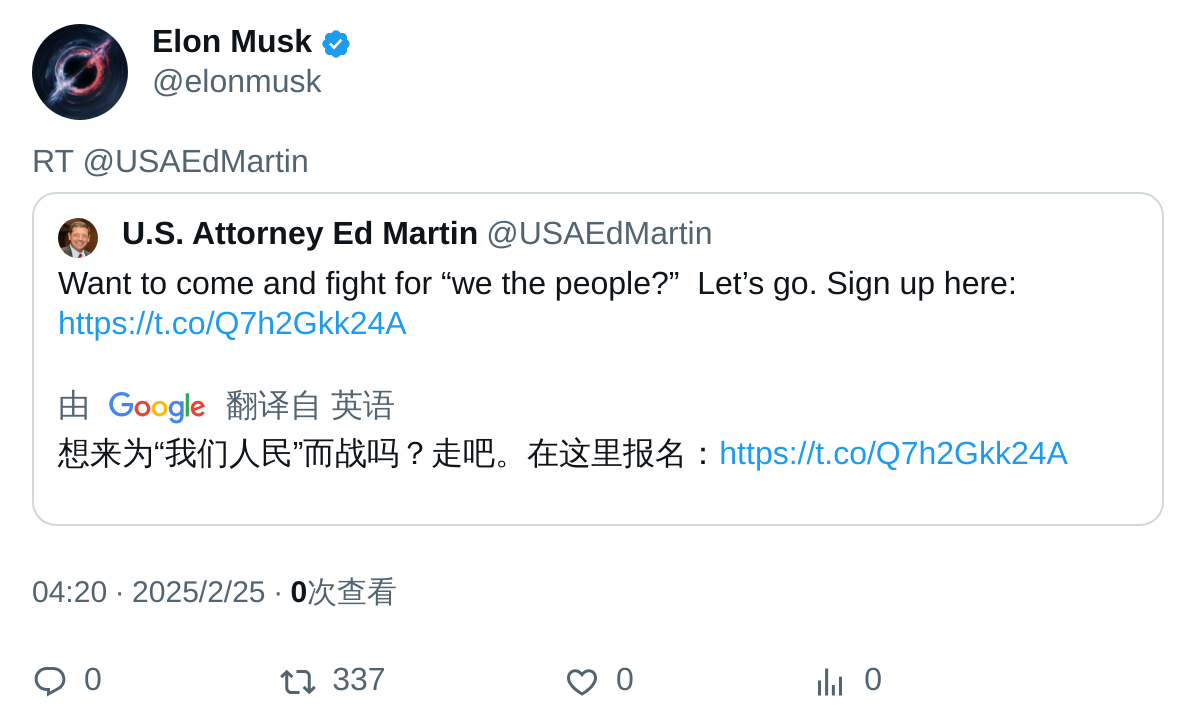 Elon Musk
@elonmusk
RT @USAEdMartin
U.S. Attorney Ed Martin @USAEdMartin
Want to come and fight for “we the people?”  Let’s go. Sign up here:
https://t.co/Q7h2Gkk24A
由 Google 翻译自 英语
想来为“我们人民”而战吗？走吧。在这里报名：https://t.co/Q7h2Gkk24A
04:20 · 2025/2/25 · 0次查看
0 337 0 0